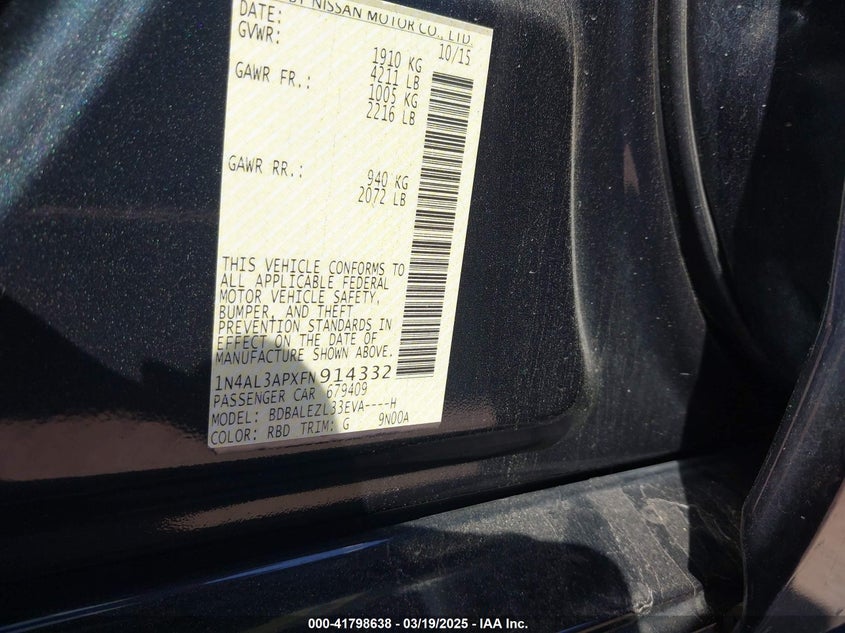 BY NISSAN MOTOR CO., LTD.
DATE: 10/15
GVWR: 1910 KG
4211 LB
GAWR FR.: 1005 KG
2216 LB
GAWR RR.: 940 KG
2072 LB
THIS VEHICLE CONFORMS TO
ALL APPLICABLE FEDERAL
MOTOR VEHICLE SAFETY,
BUMPER, AND THEFT
PREVENTION STANDARDS IN
EFFECT ON THE DATE OF
MANUFACTURE SHOWN ABOVE.
1N4AL3APXFN914332
PASSENGER CAR 679409
MODEL: BDBALEZL33EVA----H
COLOR: RBD TRIM: G 9N00A
000-41798638 - 03/19/2025 - IAA Inc.